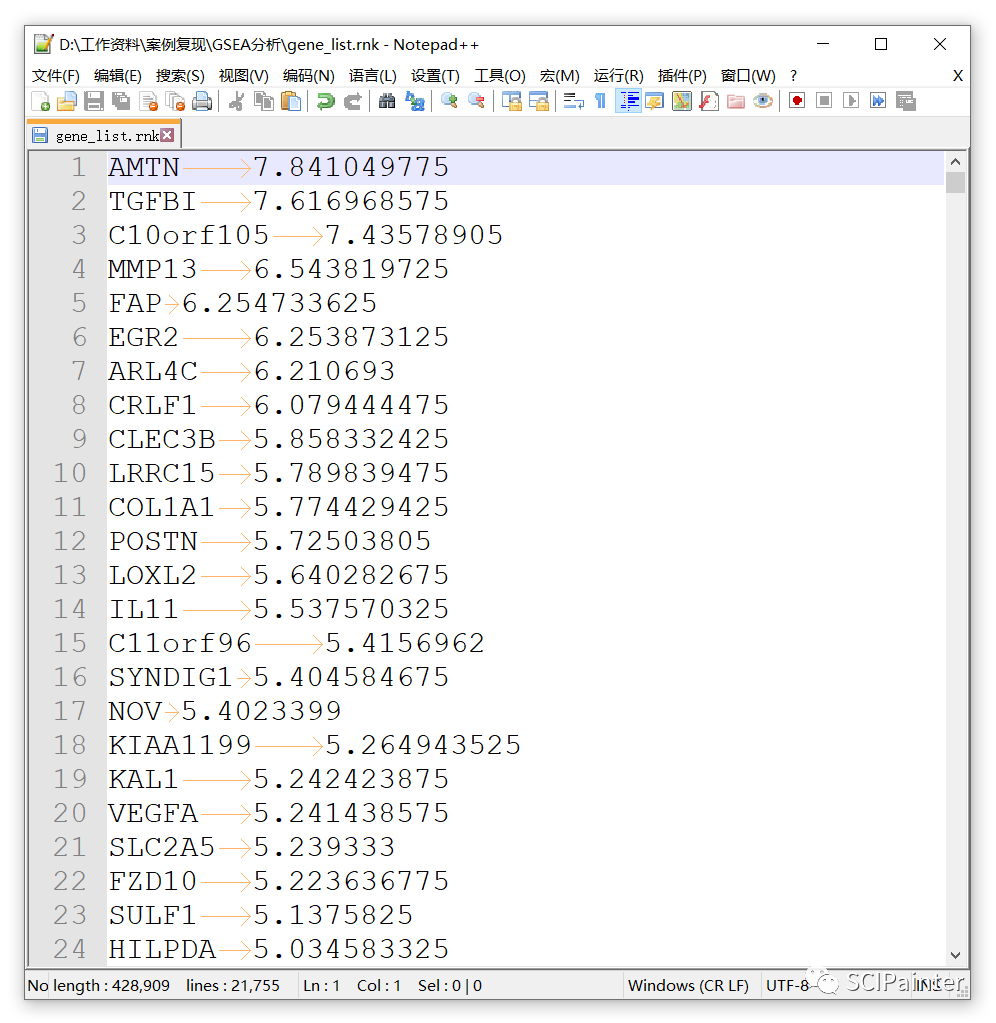 D:\工作资料\案例复现\GSEA分析\gene_list.rnk - Notepad++
文件(F) 编辑(E) 搜索(S) 视图(V) 编码(N) 语言(L) 设置(T) 工具(O) 宏(M) 运行(R) 插件(P) 窗口(W) ? X
gene_list.rnk
1 AMTN 7.841049775
2 TGFBI 7.616968575
3 C10orf105 7.43578905
4 MMP13 6.543819725
5 FAP 6.254733625
6 EGR2 6.253873125
7 ARL4C 6.210693
8 CRLF1 6.079444475
9 CLEC3B 5.858332425
10 LRRC15 5.789839475
11 COL1A1 5.774429425
12 POSTN 5.72503805
13 LOXL2 5.640282675
14 IL11 5.537570325
15 C11orf96 5.4156962
16 SYNDIG1 5.404584675
17 NOV 5.4023399
18 KIAA1199 5.264943525
19 KAL1 5.242423875
20 VEGFA 5.241438575
21 SLC2A5 5.239333
22 FZD10 5.223636775
23 SULF1 5.1375825
24 HILPDA 5.034583325
No length : 428,909 lines : 21,755 Ln : 1 Col : 1 Sel : 0 | 0 Windows (CR LF) UTF-8 INS
SCIPainter